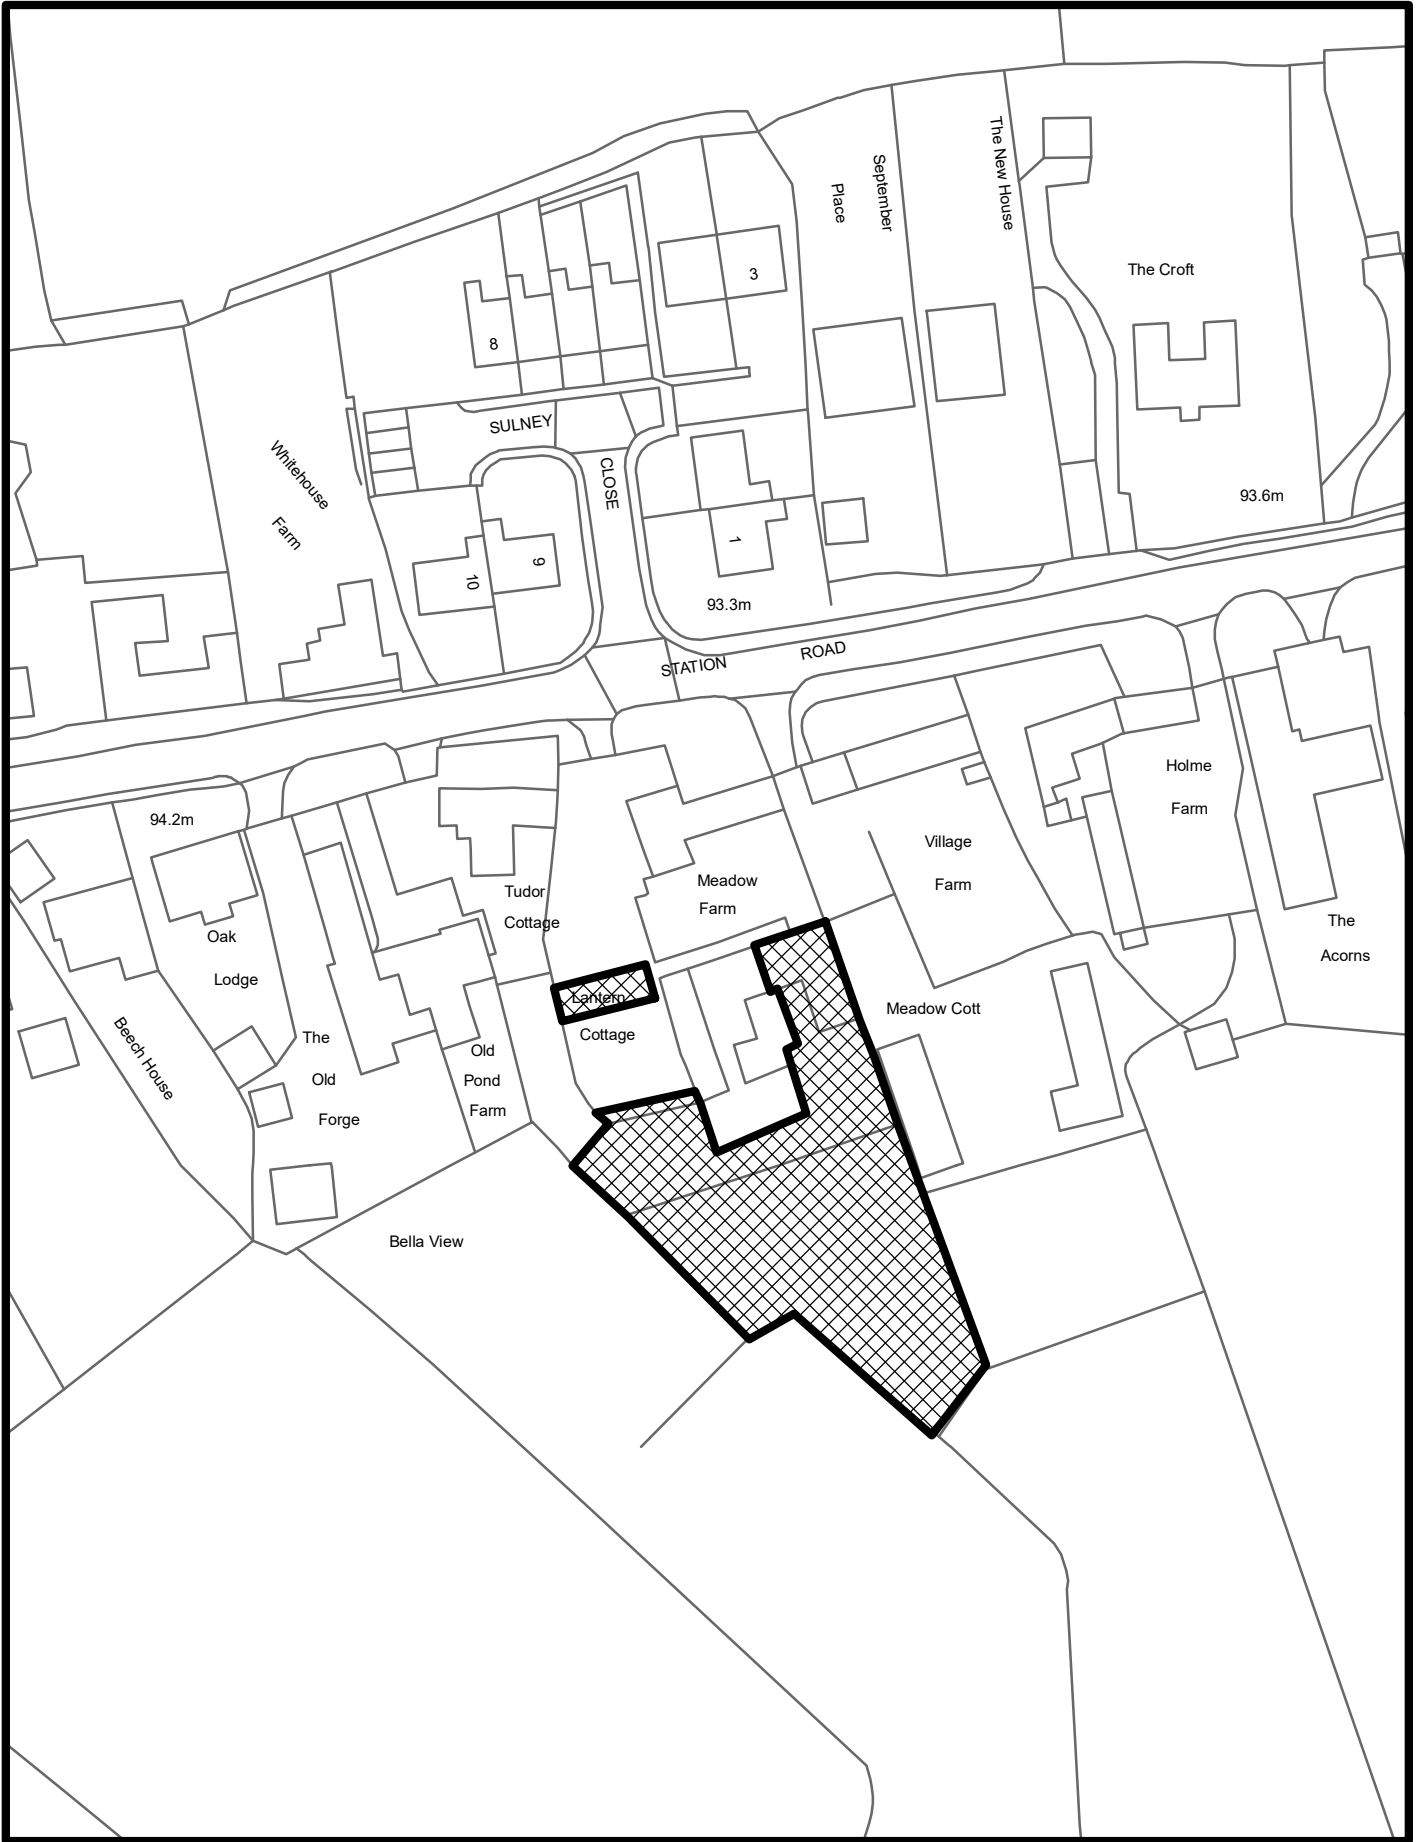 The New House
September
Place
The Croft
3
8
SULNEY
CLOSE
Whitehouse
Farm
93.6m
1
9
10
93.3m
STATION ROAD
94.2m
Holme
Farm
Village
Farm
Meadow
Farm
Tudor
Cottage
The
Acorns
Oak
Lodge
Lantern
Cottage
Meadow Cott
Beech House
The
Old
Forge
Old
Pond
Farm
Bella View